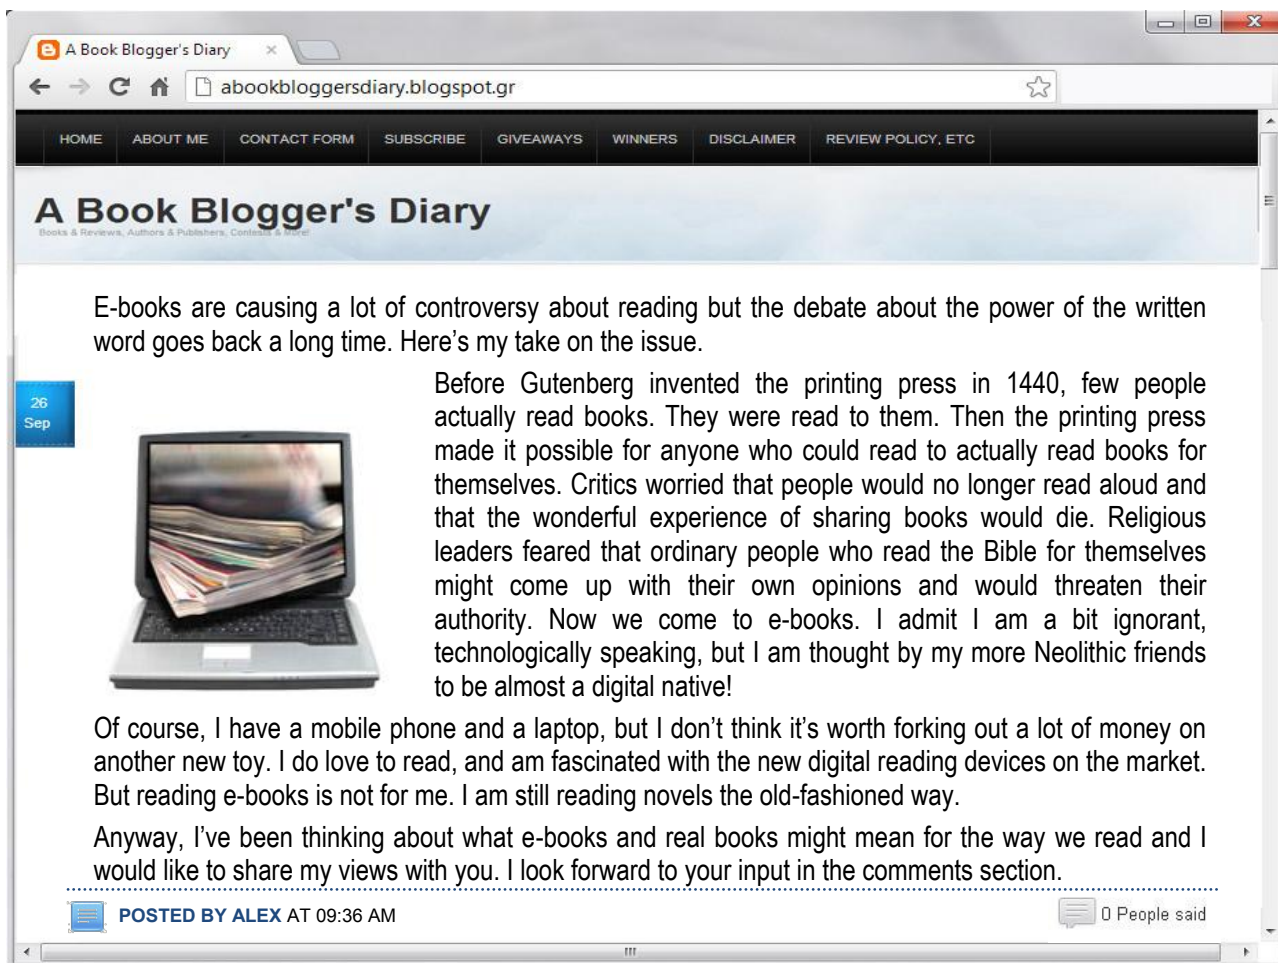 A Book Blogger's Diary
abookbloggersdiary.blogspot.gr
HOME ABOUT ME CONTACT FORM SUBSCRIBE GIVEAWAYS WINNERS DISCLAIMER REVIEW POLICY, ETC
A Book Blogger's Diary
Books & Reviews, Authors & Publishers, Contests & More!
E-books are causing a lot of controversy about reading but the debate about the power of the written
word goes back a long time. Here’s my take on the issue.
26
Sep
Before Gutenberg invented the printing press in 1440, few people
actually read books. They were read to them. Then the printing press
made it possible for anyone who could read to actually read books for
themselves. Critics worried that people would no longer read aloud and
that the wonderful experience of sharing books would die. Religious
leaders feared that ordinary people who read the Bible for themselves
might come up with their own opinions and would threaten their
authority. Now we come to e-books. I admit I am a bit ignorant,
technologically speaking, but I am thought by my more Neolithic friends
to be almost a digital native!
Of course, I have a mobile phone and a laptop, but I don’t think it’s worth forking out a lot of money on
another new toy. I do love to read, and am fascinated with the new digital reading devices on the market.
But reading e-books is not for me. I am still reading novels the old-fashioned way.
Anyway, I’ve been thinking about what e-books and real books might mean for the way we read and I
would like to share my views with you. I look forward to your input in the comments section.
POSTED BY ALEX AT 09:36 AM
0 People said